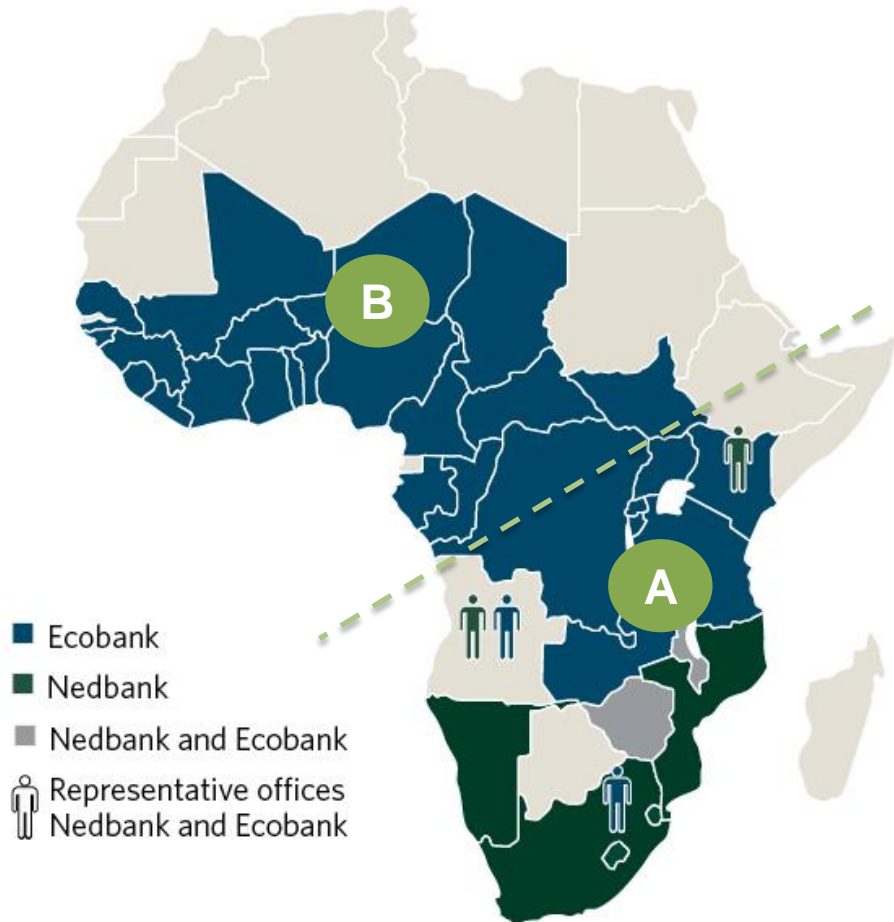 B
A
Ecobank
Nedbank
Nedbank and Ecobank
Representative offices
Nedbank and Ecobank